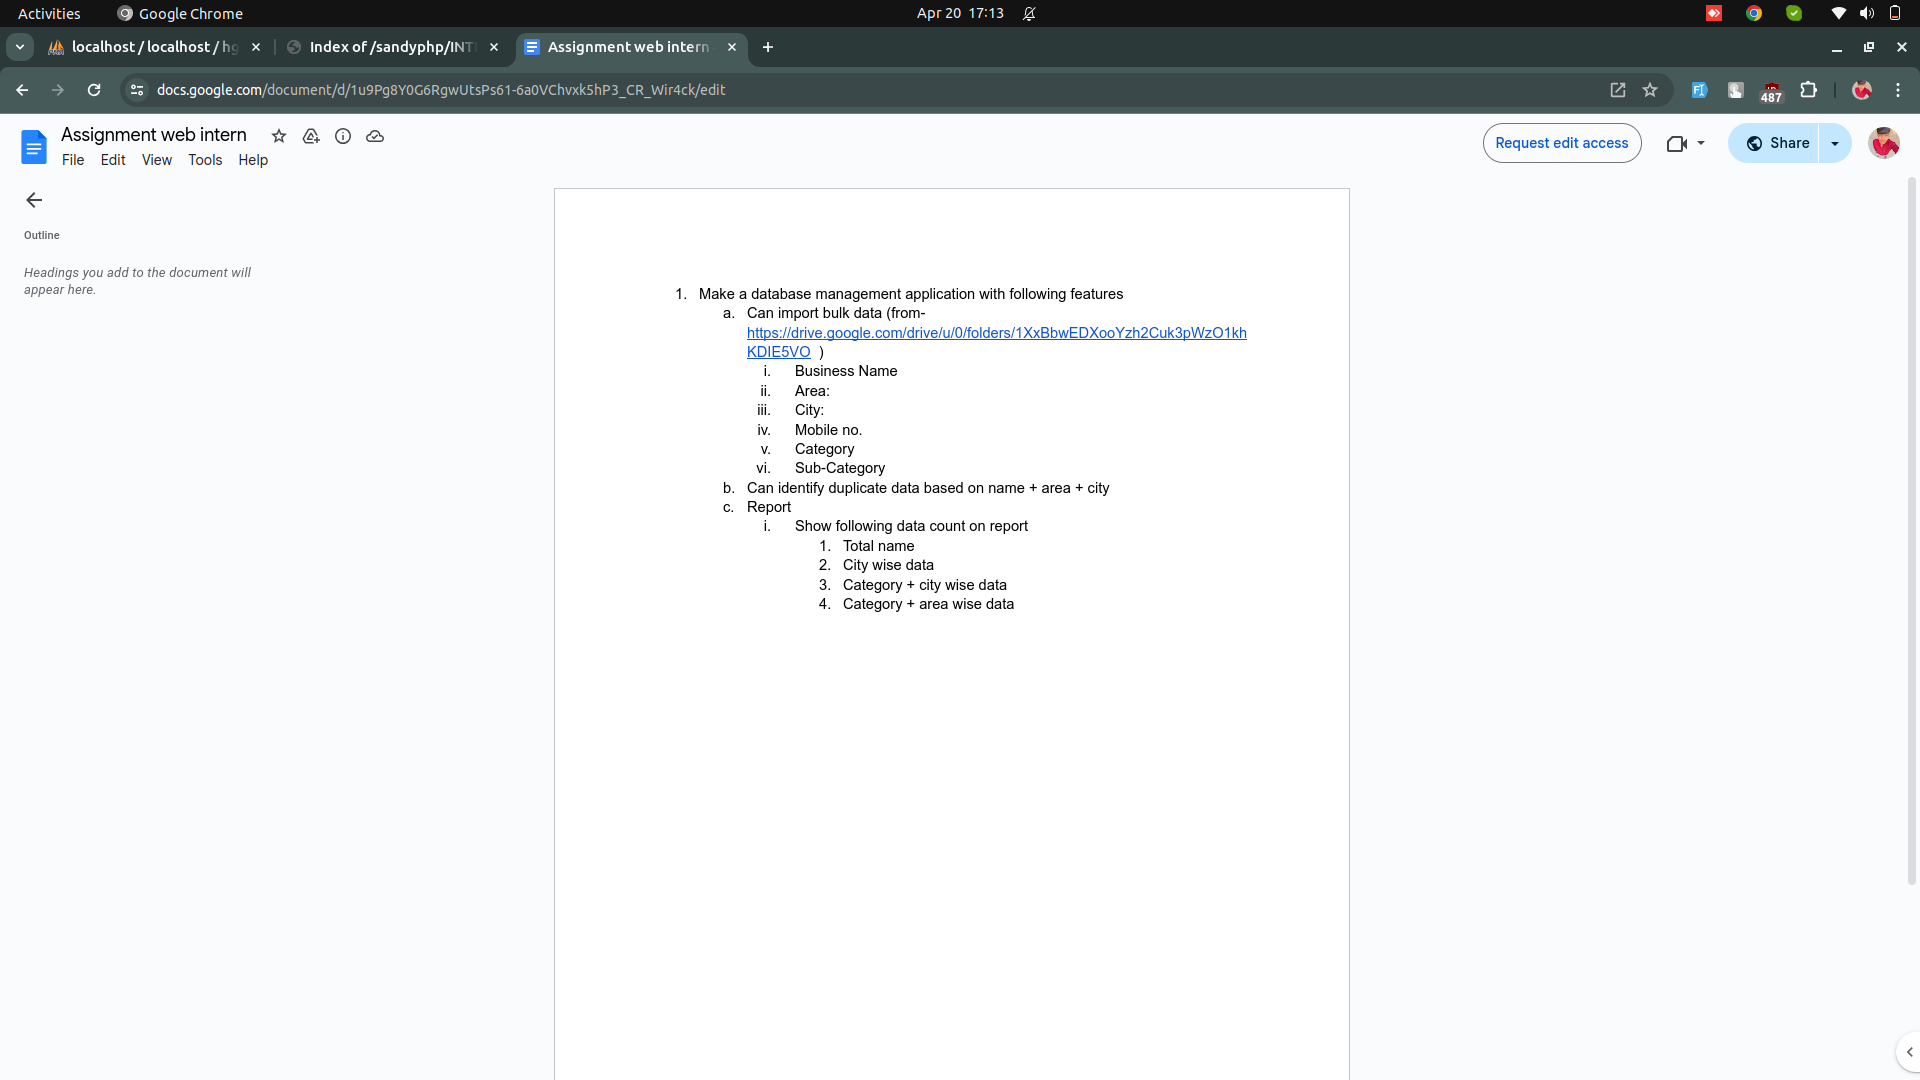 Activities
Google Chrome
Apr 20 17:13
localhost / localhost / hg
Index of /sandyphp/INT
Assignment web intern
docs.google.com/document/d/1u9Pg8Y0G6RgwUtsPs61-6a0VChvxk5hP3_CR_Wir4ck/edit
487
Assignment web intern
File Edit View Tools Help
Request edit access
Share
Outline
Headings you add to the document will
appear here.
1. Make a database management application with following features
a. Can import bulk data (from-
https://drive.google.com/drive/u/0/folders/1XxBbwEDXooYzh2Cuk3pWzO1kh
KDIE5VO )
i. Business Name
ii. Area:
iii. City:
iv. Mobile no.
v. Category
vi. Sub-Category
b. Can identify duplicate data based on name + area + city
c. Report
i. Show following data count on report
1. Total name
2. City wise data
3. Category + city wise data
4. Category + area wise data